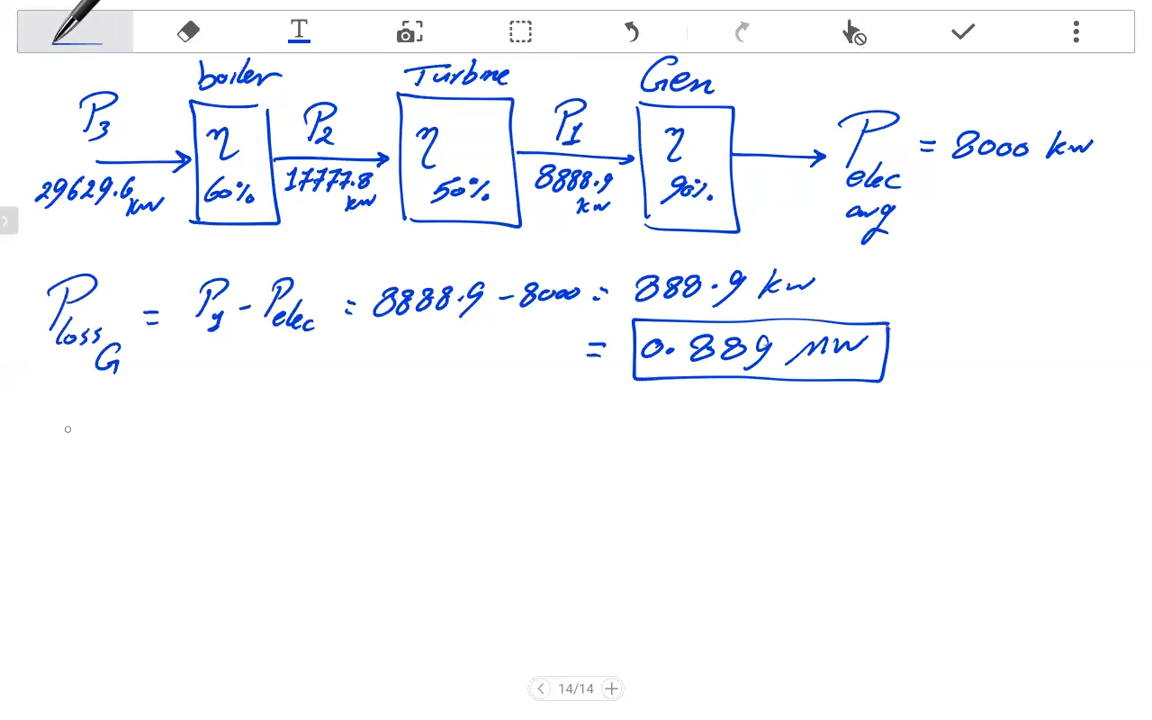 T
boiler Turbine Gen
P3 η P2 η P1 η P elec avg = 8000 kw
29629.6 kw 60% 17777.8 kw 50% 8888.9 kw 90%
P loss G = P1 - P elec = 8888.9 - 8000 = 888.9 kw
= 0.889 MW
14/14